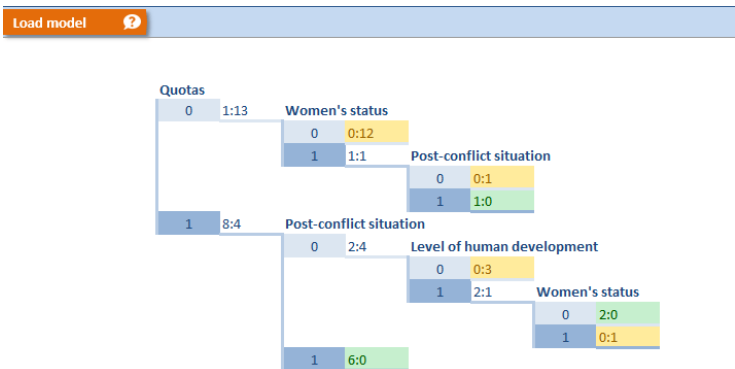 Load model ?
Quotas
0 1:13 Women's status
0 0:12
1 1:1 Post-conflict situation
0 0:1
1 1:0
1 8:4 Post-conflict situation
0 2:4 Level of human development
0 0:3
1 2:1 Women's status
0 2:0
1 0:1
1 6:0